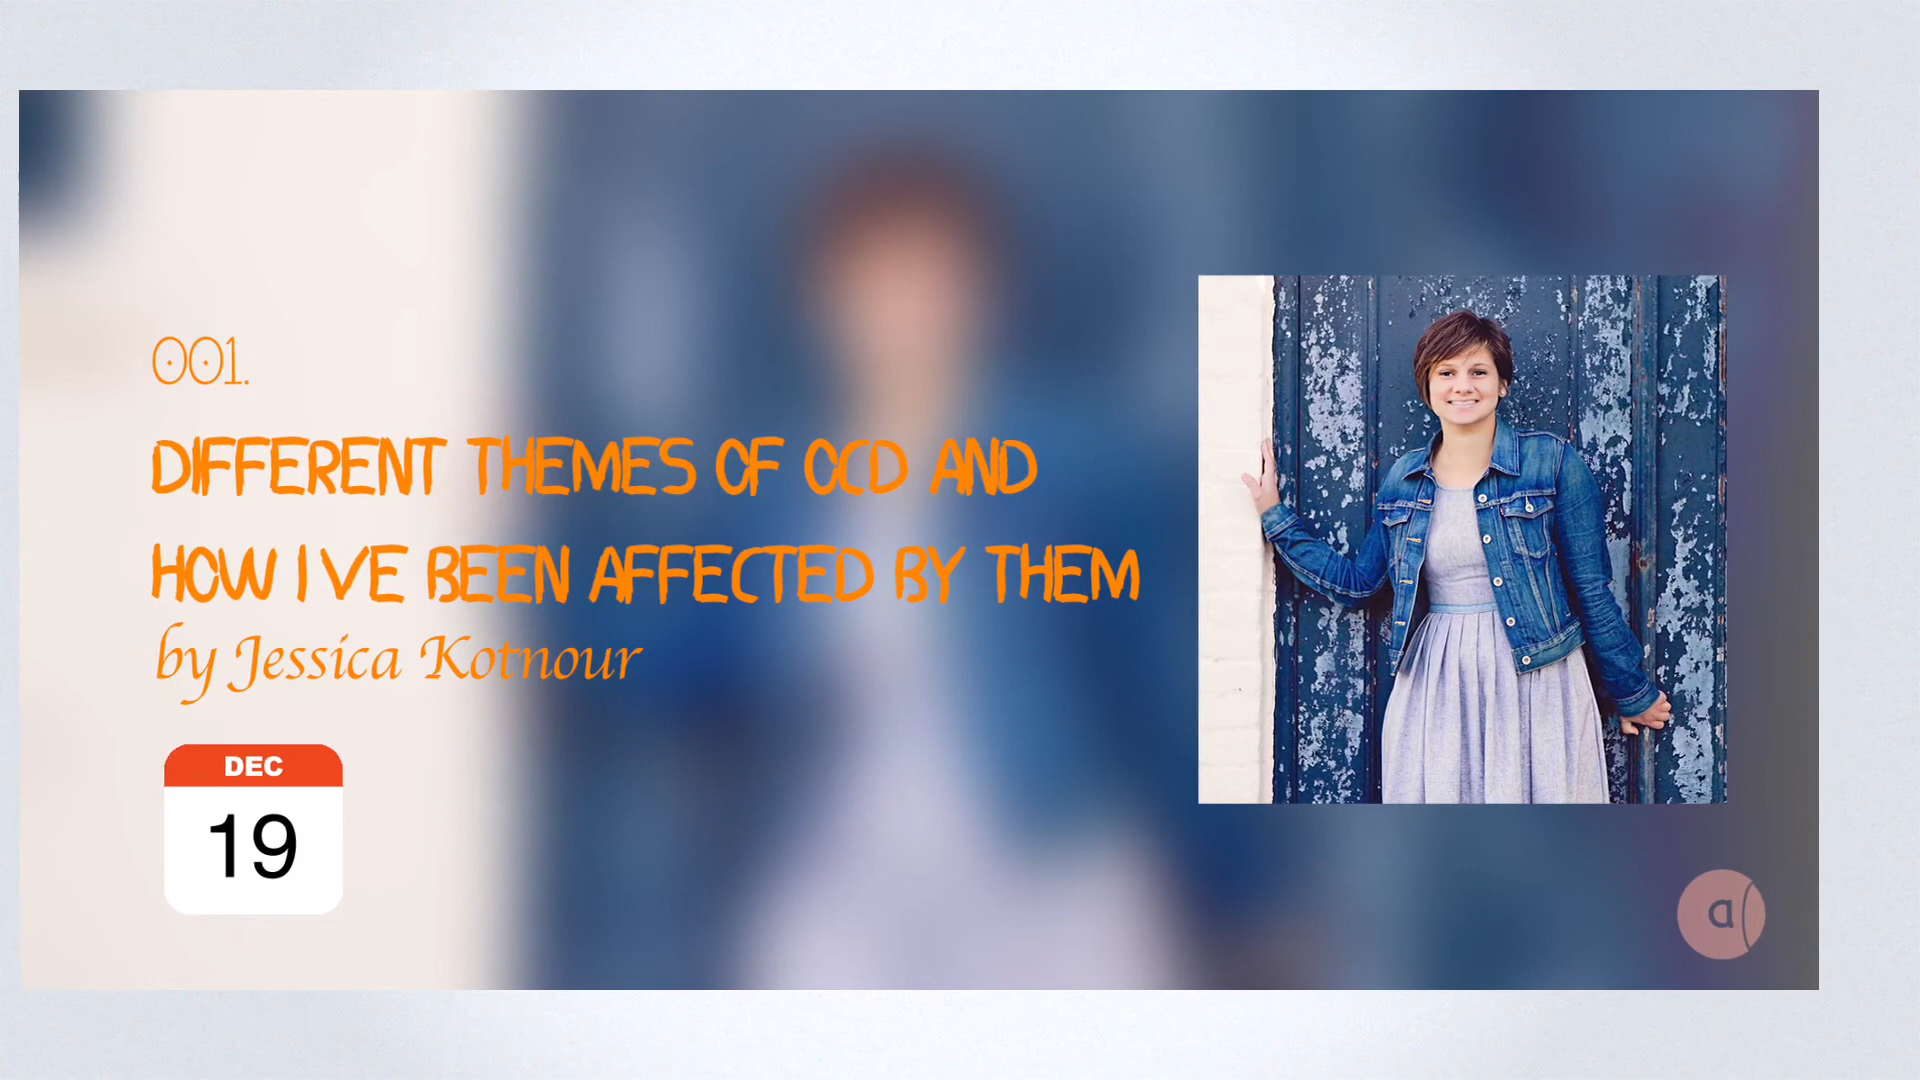 001.
DIFFERENT THEMES OF OCD AND
HOW I VE BEEN AFFECTED BY THEM
by Jessica Kotnour
DEC
19
a